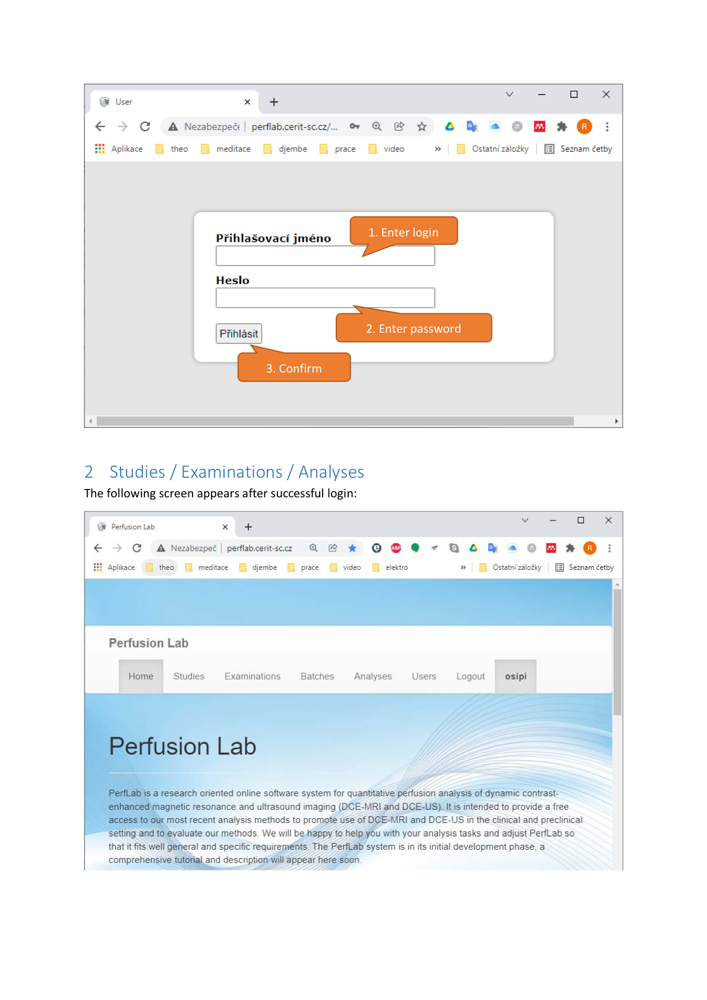 User
Nezabezpeče
perflab.cerit-sc.cz/...
R
Aplikace theo meditace djembe prace video » Ostatní záložky Seznam četby
1. Enter login
Přihlašovací jméno
Heslo
2. Enter password
Přihlásit
3. Confirm
2 Studies / Examinations / Analyses
The following screen appears after successful login:
Perfusion Lab
Nezabezpeč perflab.cerit-sc.cz ABP S R
Aplikace theo meditace djembe prace video elektro » Ostatní záložky Seznam četby
Perfusion Lab
Home Studies Examinations Batches Analyses Users Logout osipi
Perfusion Lab
PerfLab is a research oriented online software system for quantitative perfusion analysis of dynamic contrast-
enhanced magnetic resonance and ultrasound imaging (DCE-MRI and DCE-US). It is intended to provide a free
access to our most recent analysis methods to promote use of DCE-MRI and DCE-US in the clinical and preclinical
setting and to evaluate our methods. We will be happy to help you with your analysis tasks and adjust PerfLab so
that it fits well general and specific requirements. The PerfLab system is in its initial development phase, a
comprehensive tutorial and description will appear here soon.